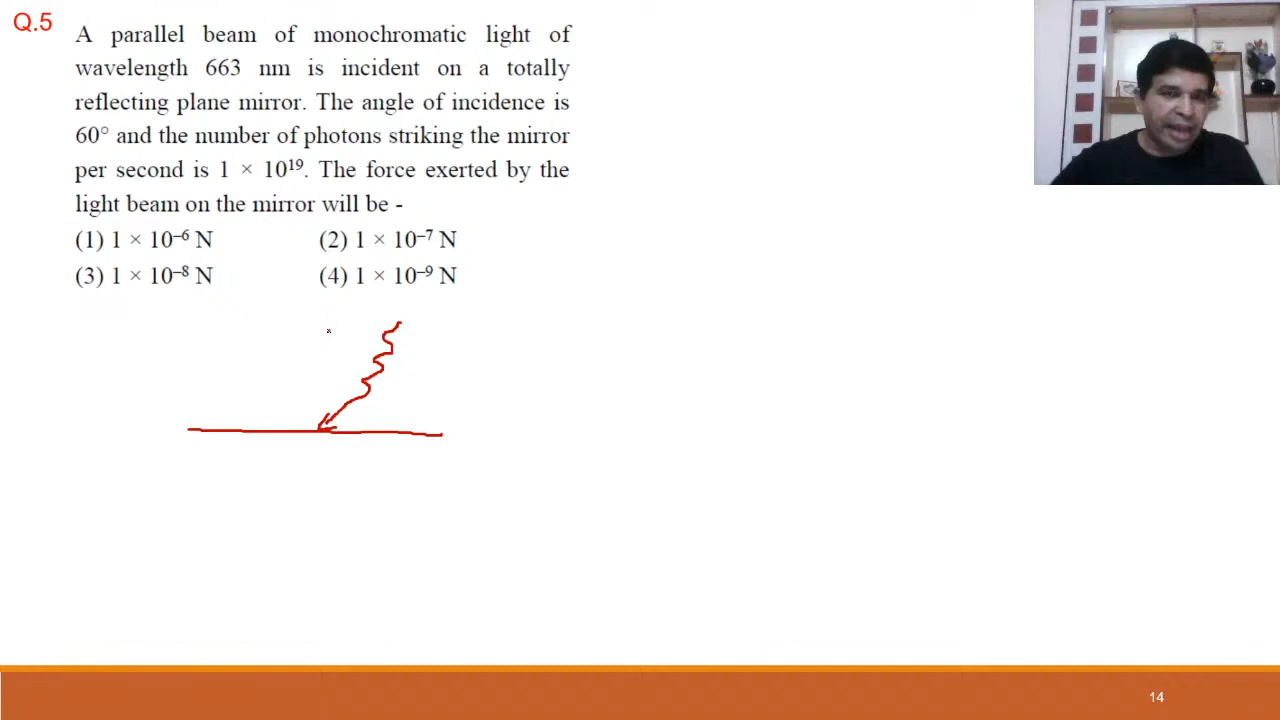 Q.5
A parallel beam of monochromatic light of
wavelength 663 nm is incident on a totally
reflecting plane mirror. The angle of incidence is
60° and the number of photons striking the mirror
per second is 1 × 10¹⁹. The force exerted by the
light beam on the mirror will be -
(1) 1 × 10⁻⁶ N (2) 1 × 10⁻⁷ N
(3) 1 × 10⁻⁸ N (4) 1 × 10⁻⁹ N
14